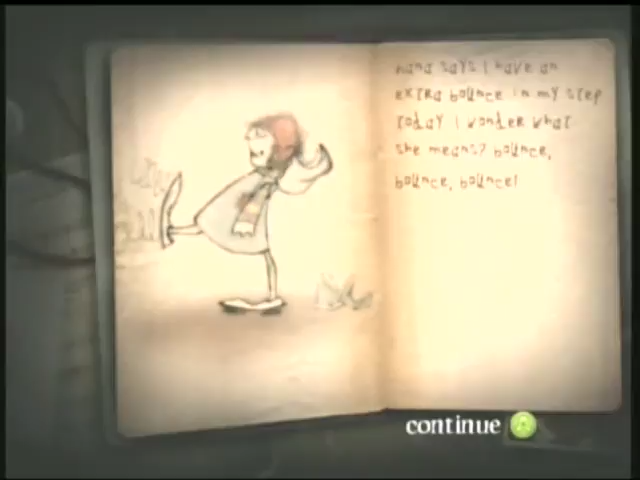 nana says I have an
extra bounce in my step
today I wonder what
she means? bounce,
bounce, bounce!
continue A